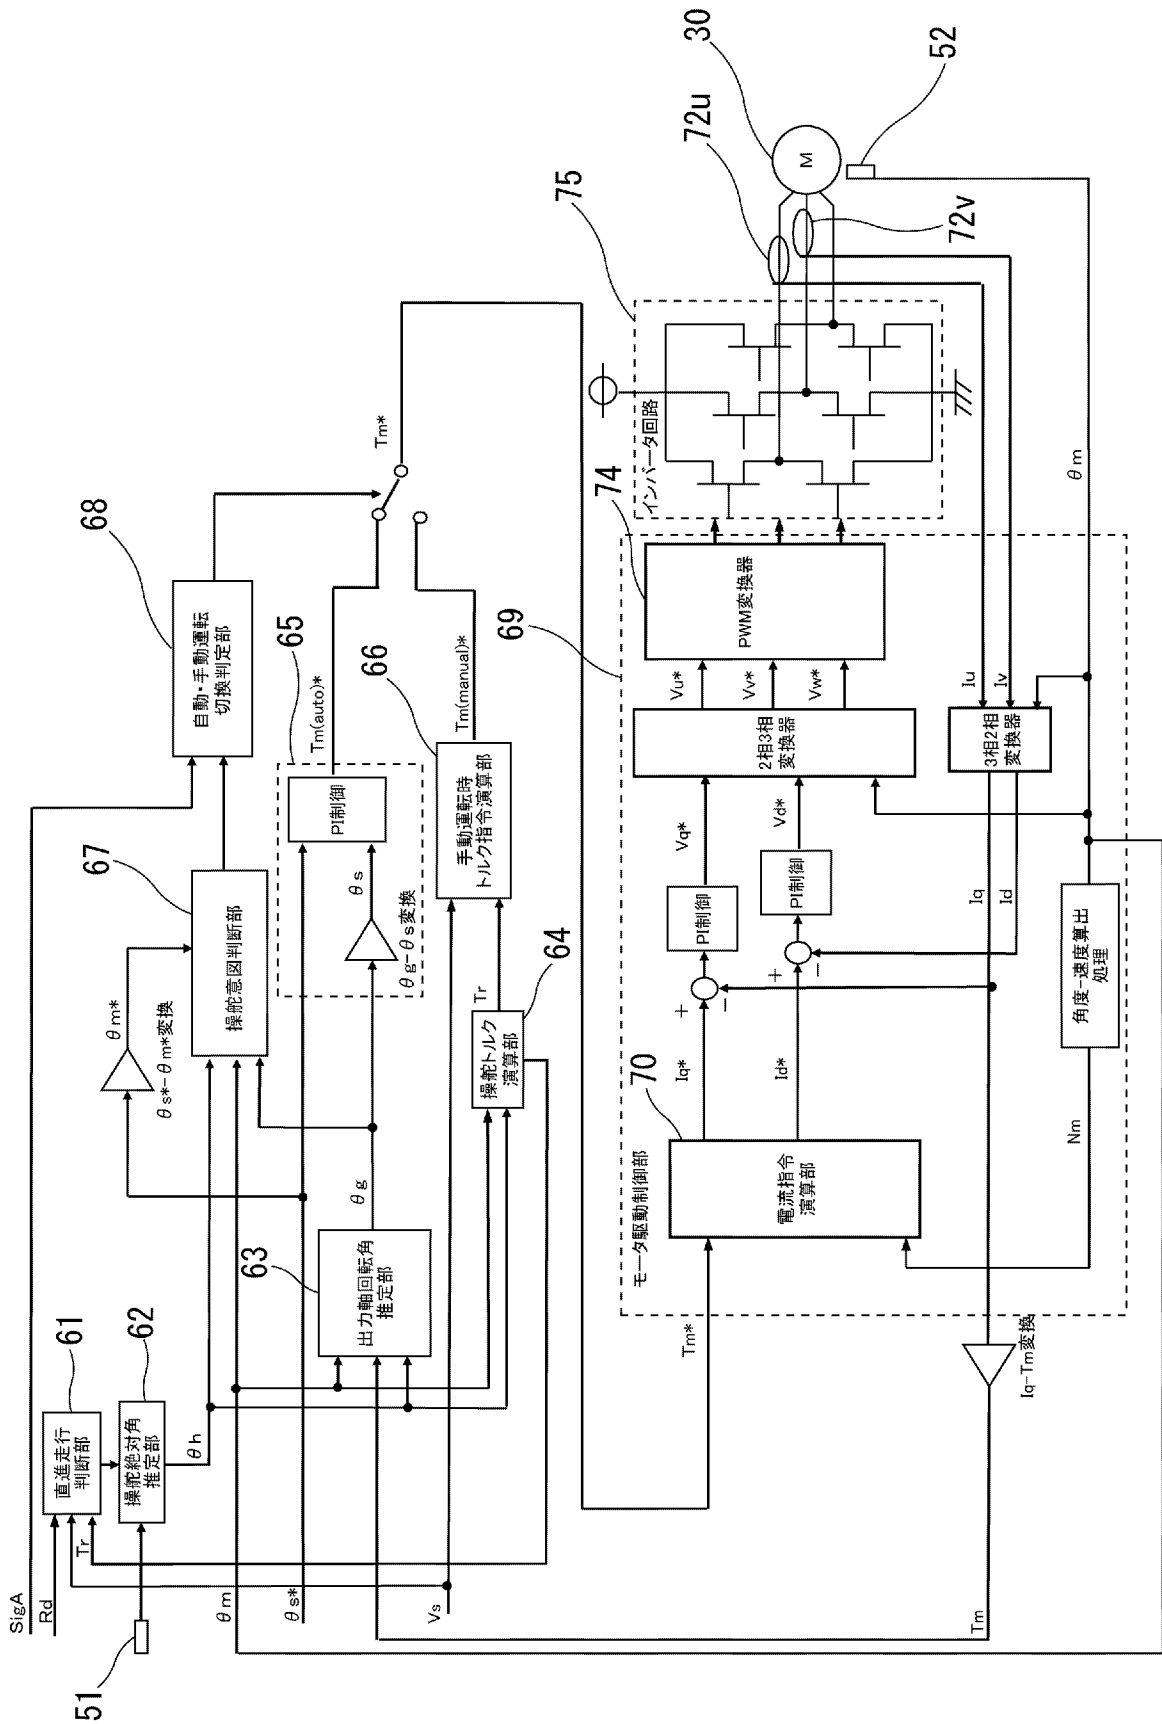 SigA
Rd
51
θm
θs*
Vs
Tr
61
直進走行
判断部
62
操舵絶対角
推定部
θh
63
出力軸回転角
推定部
θg
θm*
θs*-θm*変換
67
操舵意図判断部
68
自動・手動運転
切換判定部
65
PI制御
θs
θg-θs変換
Tm(auto)*
66
手動運転時
トルク指令演算部
Tm(manual)*
64
操舵トルク
演算部
Tr
Tm*
Tm*
69
モータ駆動制御部
70
電流指令
演算部
Iq*
Id*
+
−
+
−
PI制御
PI制御
Vq*
Vd*
2相3相
変換器
Vu*
Vv*
Vw*
74
PWM変換器
75
インバータ回路
72u
72v
30
M
52
θm
Iu
Iv
3相2相
変換器
Iq
Id
角度-速度算出
処理
Nm
Iq-Tm変換
Tm